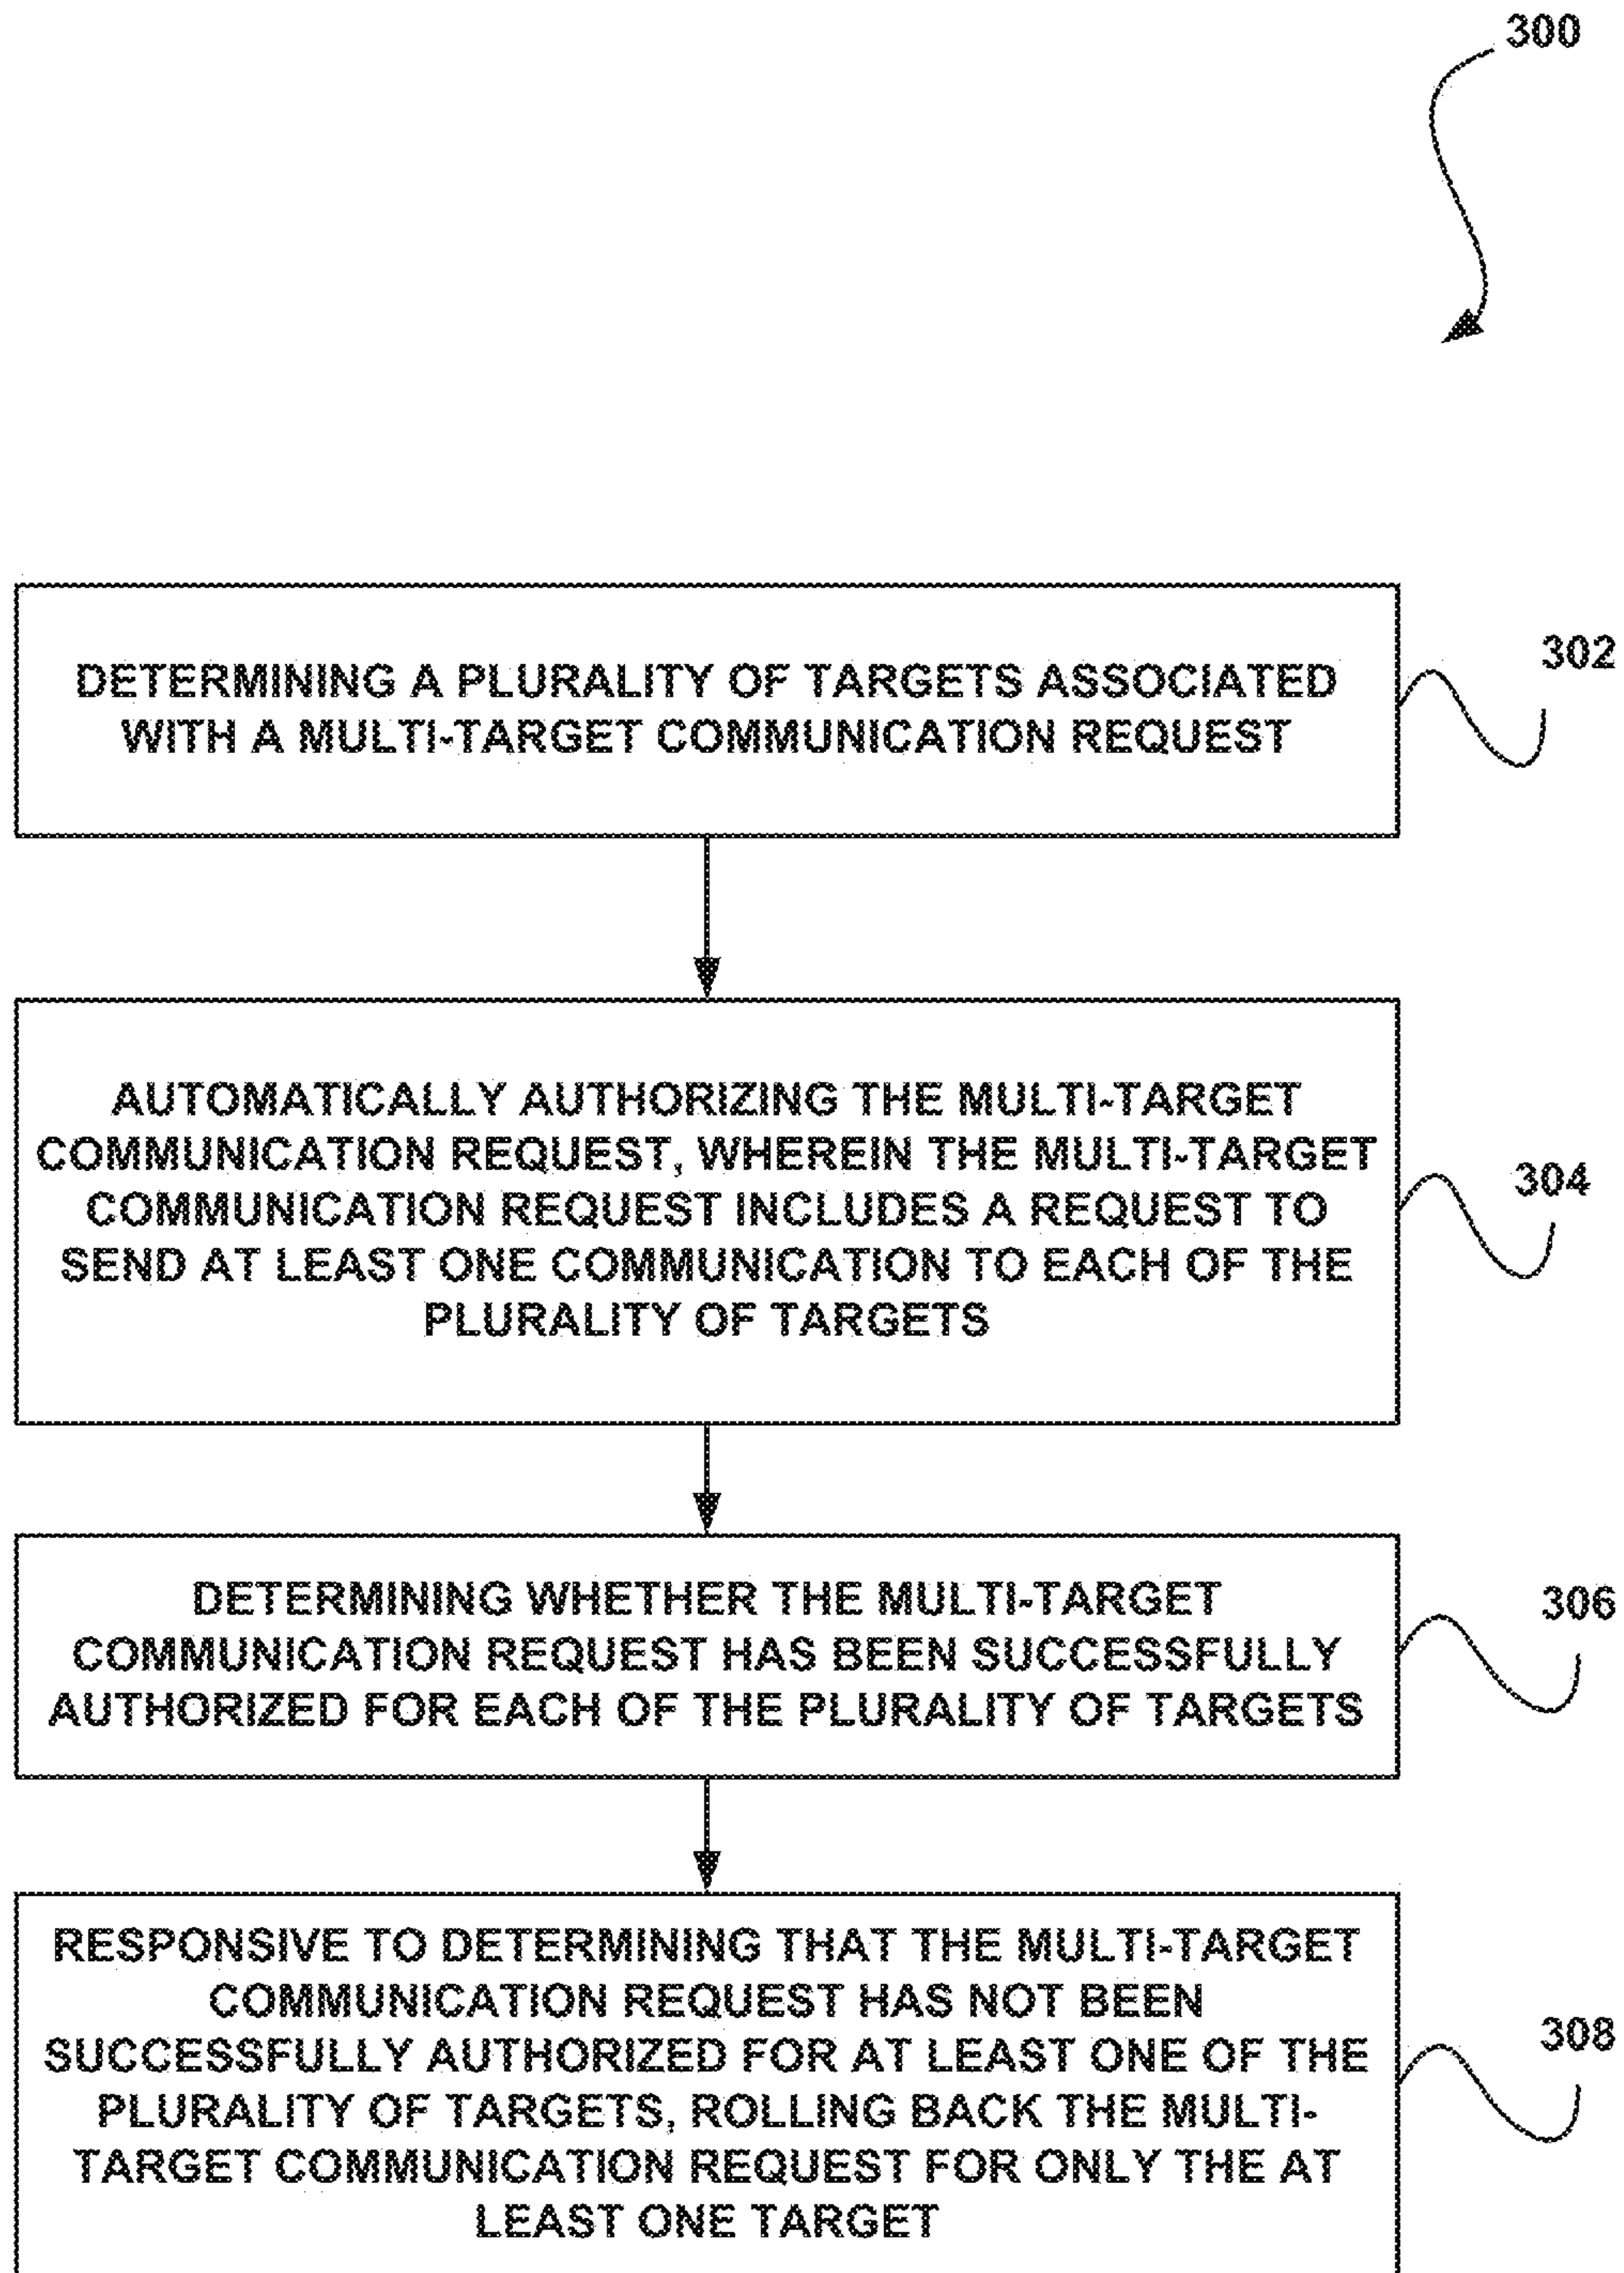 300
DETERMINING A PLURALITY OF TARGETS ASSOCIATED
WITH A MULTI-TARGET COMMUNICATION REQUEST
302
AUTOMATICALLY AUTHORIZING THE MULTI-TARGET
COMMUNICATION REQUEST, WHEREIN THE MULTI-TARGET
COMMUNICATION REQUEST INCLUDES A REQUEST TO
SEND AT LEAST ONE COMMUNICATION TO EACH OF THE
PLURALITY OF TARGETS
304
DETERMINING WHETHER THE MULTI-TARGET
COMMUNICATION REQUEST HAS BEEN SUCCESSFULLY
AUTHORIZED FOR EACH OF THE PLURALITY OF TARGETS
306
RESPONSIVE TO DETERMINING THAT THE MULTI-TARGET
COMMUNICATION REQUEST HAS NOT BEEN
SUCCESSFULLY AUTHORIZED FOR AT LEAST ONE OF THE
PLURALITY OF TARGETS, ROLLING BACK THE MULTI-
TARGET COMMUNICATION REQUEST FOR ONLY THE AT
LEAST ONE TARGET
308